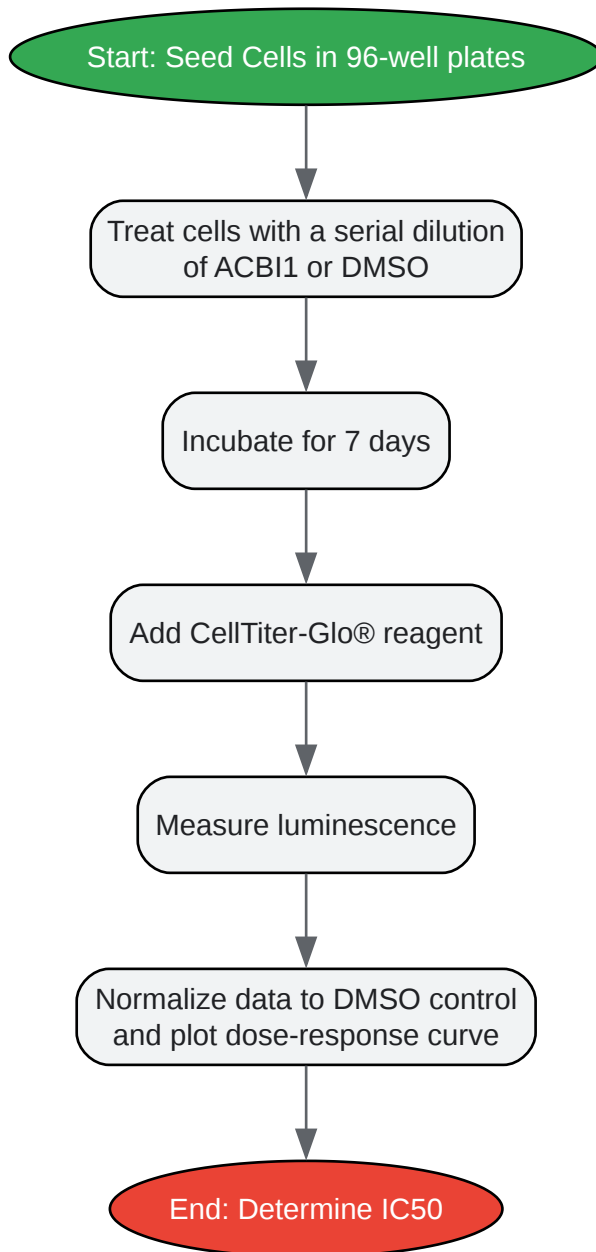 Start: Seed Cells in 96-well plates
Treat cells with a serial dilution
of ACBI1 or DMSO
Incubate for 7 days
Add CellTiter-Glo® reagent
Measure luminescence
Normalize data to DMSO control
and plot dose-response curve
End: Determine IC50